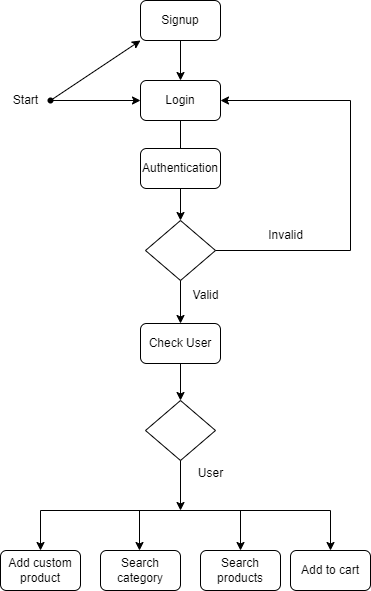 Signup
Start
Login
Authentication
Invalid
Valid
Check User
User
Add custom
product
Search
category
Search
products
Add to cart